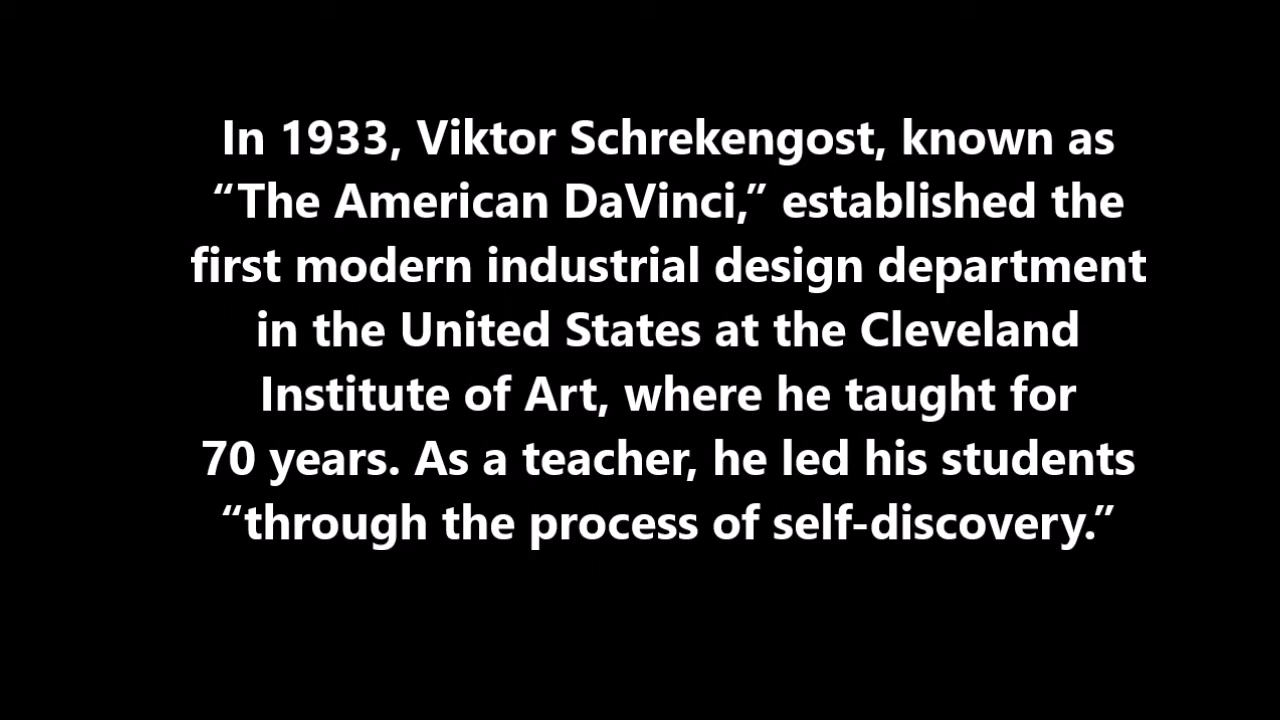 In 1933, Viktor Schrekengost, known as
“The American DaVinci,” established the
first modern industrial design department
in the United States at the Cleveland
Institute of Art, where he taught for
70 years. As a teacher, he led his students
“through the process of self-discovery.”